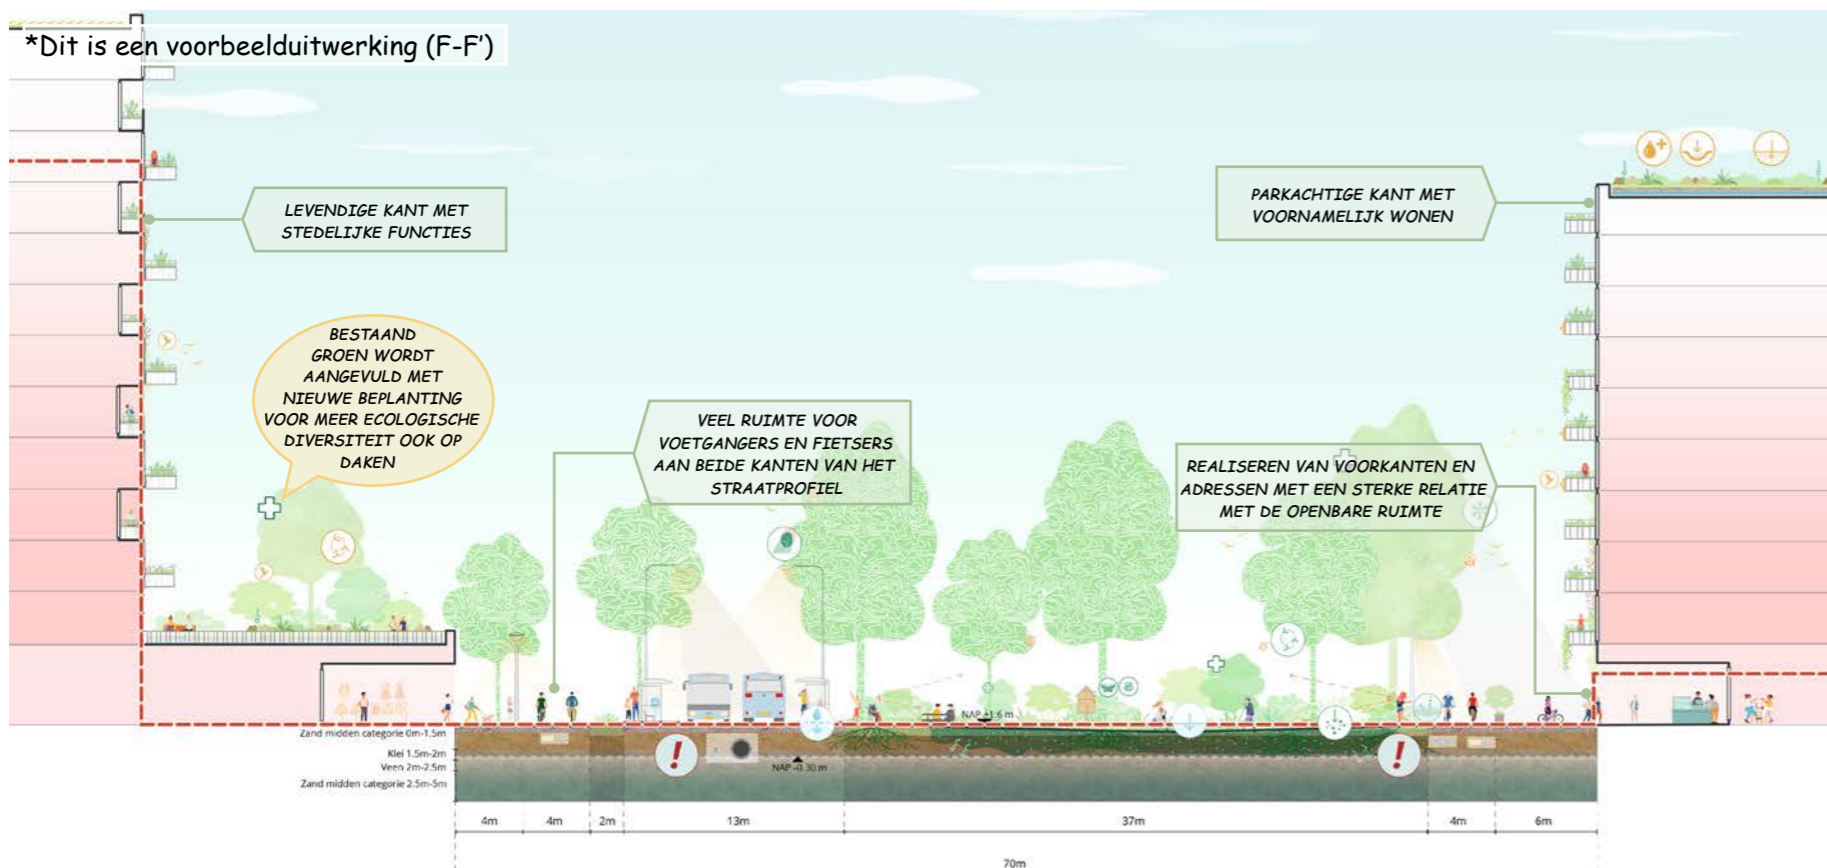 *Dit is een voorbeelduitwerking (F-F')
LEVENDIGE KANT MET
STEDELIJKE FUNCTIES
PARKACHTIGE KANT MET
VOORNAMELIJK WONEN
BESTAAND
GROEN WORDT
AANGEVULD MET
NIEUWE BEPLANTING
VOOR MEER ECOLOGISCHE
DIVERSITEIT OOK OP
DAKEN
VEEL RUIMTE VOOR
VOETGANGERS EN FIETSERS
AAN BEIDE KANTEN VAN HET
STRAATPROFIEL
REALISEREN VAN VOORKANTEN EN
ADRESSEN MET EEN STERKE RELATIE
MET DE OPENBARE RUIMTE
NAP +1.6 m
Zand midden categorie 0m-1.5m
Klei 1.5m-2m
Veen 2m-2.5m
Zand midden categorie 2.5m-5m
!
!
NAP -0.30 m
4m 4m 2m 13m 37m 4m 6m
70m